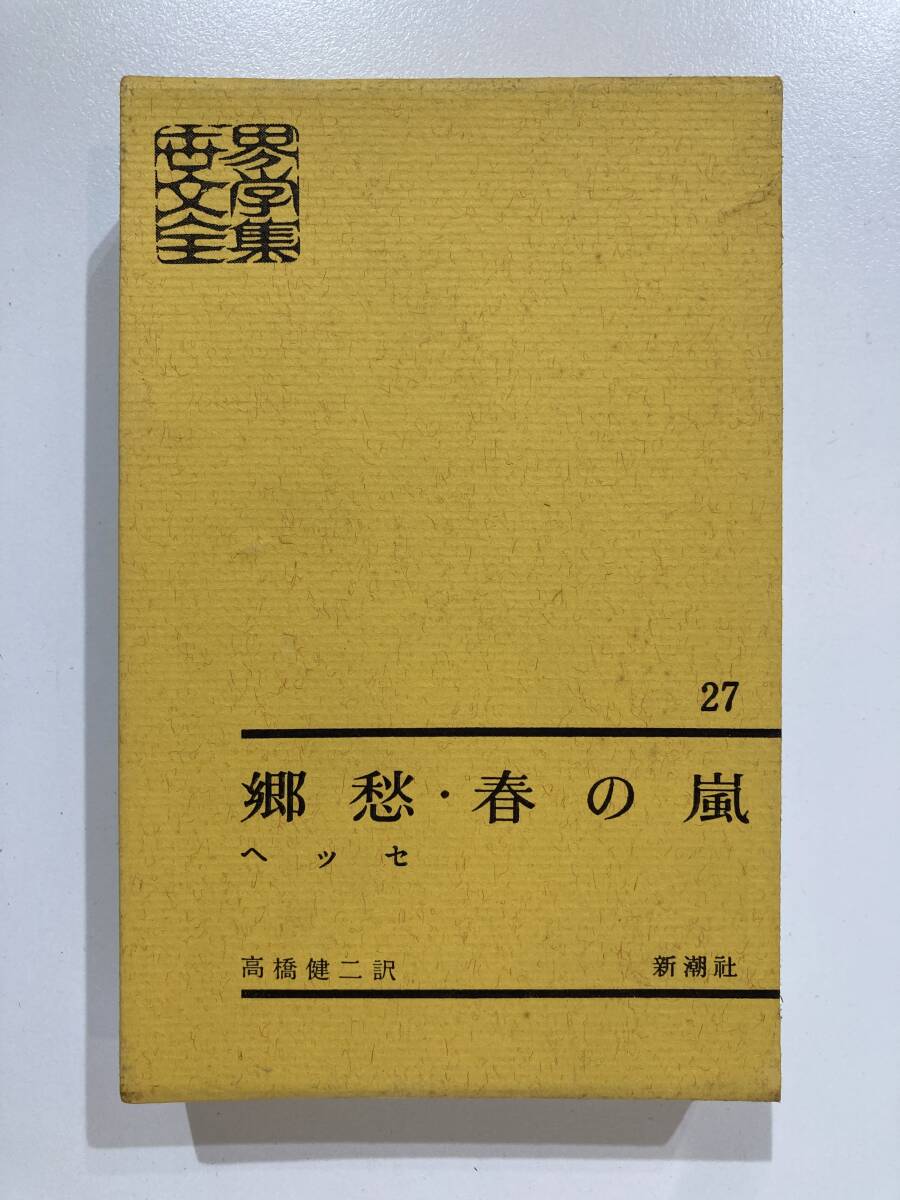 世界
文学
全集
27
郷愁・春の嵐
ヘッセ
高橋健二訳
新潮社